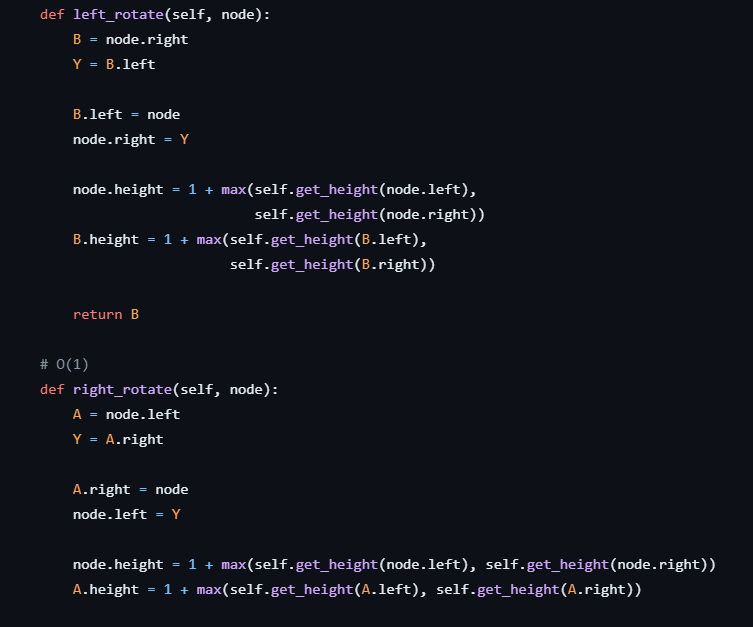 def left_rotate(self, node):
B = node.right
Y = B.left
B.left = node
node.right = Y
node.height = 1 + max(self.get_height(node.left),
self.get_height(node.right))
B.height = 1 + max(self.get_height(B.left),
self.get_height(B.right))
return B
# O(1)
def right_rotate(self, node):
A = node.left
Y = A.right
A.right = node
node.left = Y
node.height = 1 + max(self.get_height(node.left), self.get_height(node.right))
A.height = 1 + max(self.get_height(A.left), self.get_height(A.right))